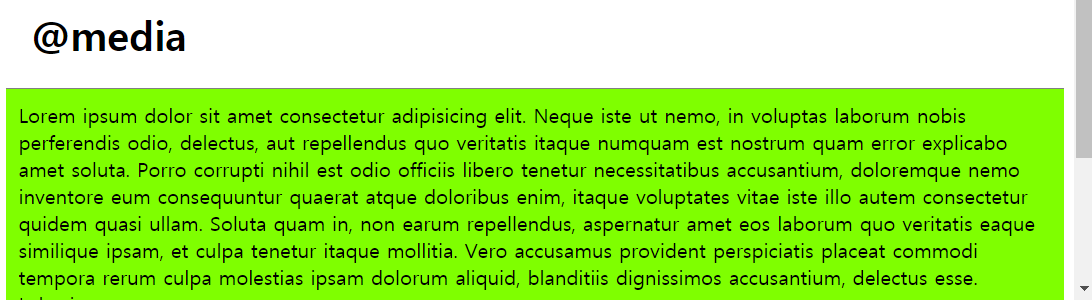 @media
Lorem ipsum dolor sit amet consectetur adipisicing elit. Neque iste ut nemo, in voluptas laborum nobis
perferendis odio, delectus, aut repellendus quo veritatis itaque numquam est nostrum quam error explicabo
amet soluta. Porro corrupti nihil est odio officiis libero tenetur necessitatibus accusantium, doloremque nemo
inventore eum consequuntur quaerat atque doloribus enim, itaque voluptates vitae iste illo autem consectetur
quidem quasi ullam. Soluta quam in, non earum repellendus, aspernatur amet eos laborum quo veritatis eaque
similique ipsam, et culpa tenetur itaque mollitia. Vero accusamus provident perspiciatis placeat commodi
tempora rerum culpa molestias ipsam dolorum aliquid, blanditiis dignissimos accusantium, delectus esse.